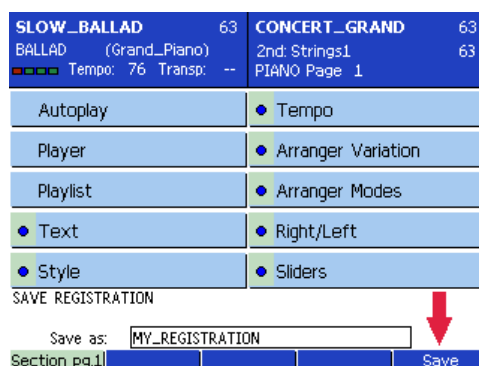 SLOW_BALLAD 63
BALLAD (Grand_Piano)
Tempo: 76 Transp: --
CONCERT_GRAND 63
2nd: Strings1 63
PIANO Page 1
Autoplay
Tempo
Player
Arranger Variation
Playlist
Arranger Modes
Text
Right/Left
Style
Sliders
SAVE REGISTRATION
Save as: MY_REGISTRATION
Section pg.1 Save